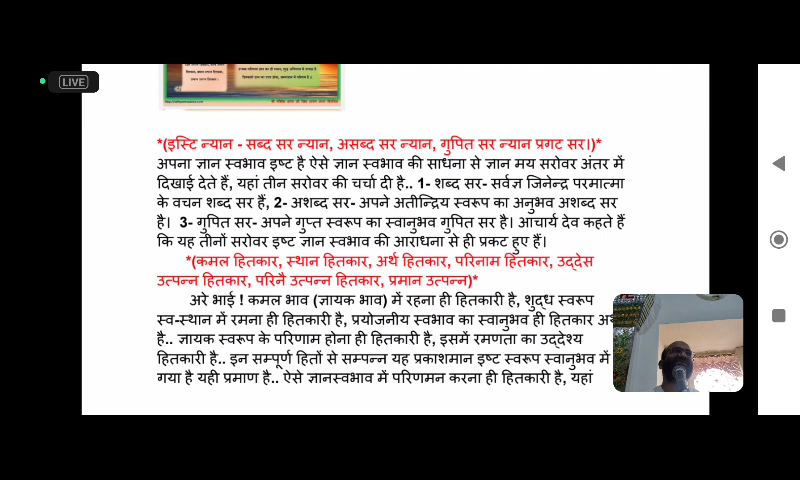 LIVE
*(इस्टि न्यान - सब्द सर न्यान, असब्द सर न्यान, गुपित सर न्यान प्रगट सर।)*
अपना ज्ञान स्वभाव इष्ट है ऐसे ज्ञान स्वभाव की साधना से ज्ञान मय सरोवर अंतर में
दिखाई देते हैं, यहां तीन सरोवर की चर्चा दी है.. 1- शब्द सर- सर्वज्ञ जिनेन्द्र परमात्मा
के वचन शब्द सर हैं, 2- अशब्द सर- अपने अतीन्द्रिय स्वरूप का अनुभव अशब्द सर
है। 3- गुपित सर- अपने गुप्त स्वरूप का स्वानुभव गुपित सर है। आचार्य देव कहते हैं
कि यह तीनों सरोवर इष्ट ज्ञान स्वभाव की आराधना से ही प्रकट हुए हैं।
*(कमल हितकार, स्थान हितकार, अर्थ हितकार, परिनाम हितकार, उद्देस
उत्पन्न हितकार, परिनै उत्पन्न हितकार, प्रमान उत्पन्न)*
अरे भाई ! कमल भाव (ज्ञायक भाव) में रहना ही हितकारी है, शुद्ध स्वरूप
स्व-स्थान में रमना ही हितकारी है, प्रयोजनीय स्वभाव का स्वानुभव ही हितकार
है.. ज्ञायक स्वरूप के परिणाम होना ही हितकारी है, इसमें रमणता का उद्देश्य
हितकारी है.. इन सम्पूर्ण हितों से सम्पन्न यह प्रकाशमान इष्ट स्वरूप स्वानुभव में
गया है यही प्रमाण है.. ऐसे ज्ञानस्वभाव में परिणमन करना ही हितकारी है, यहां